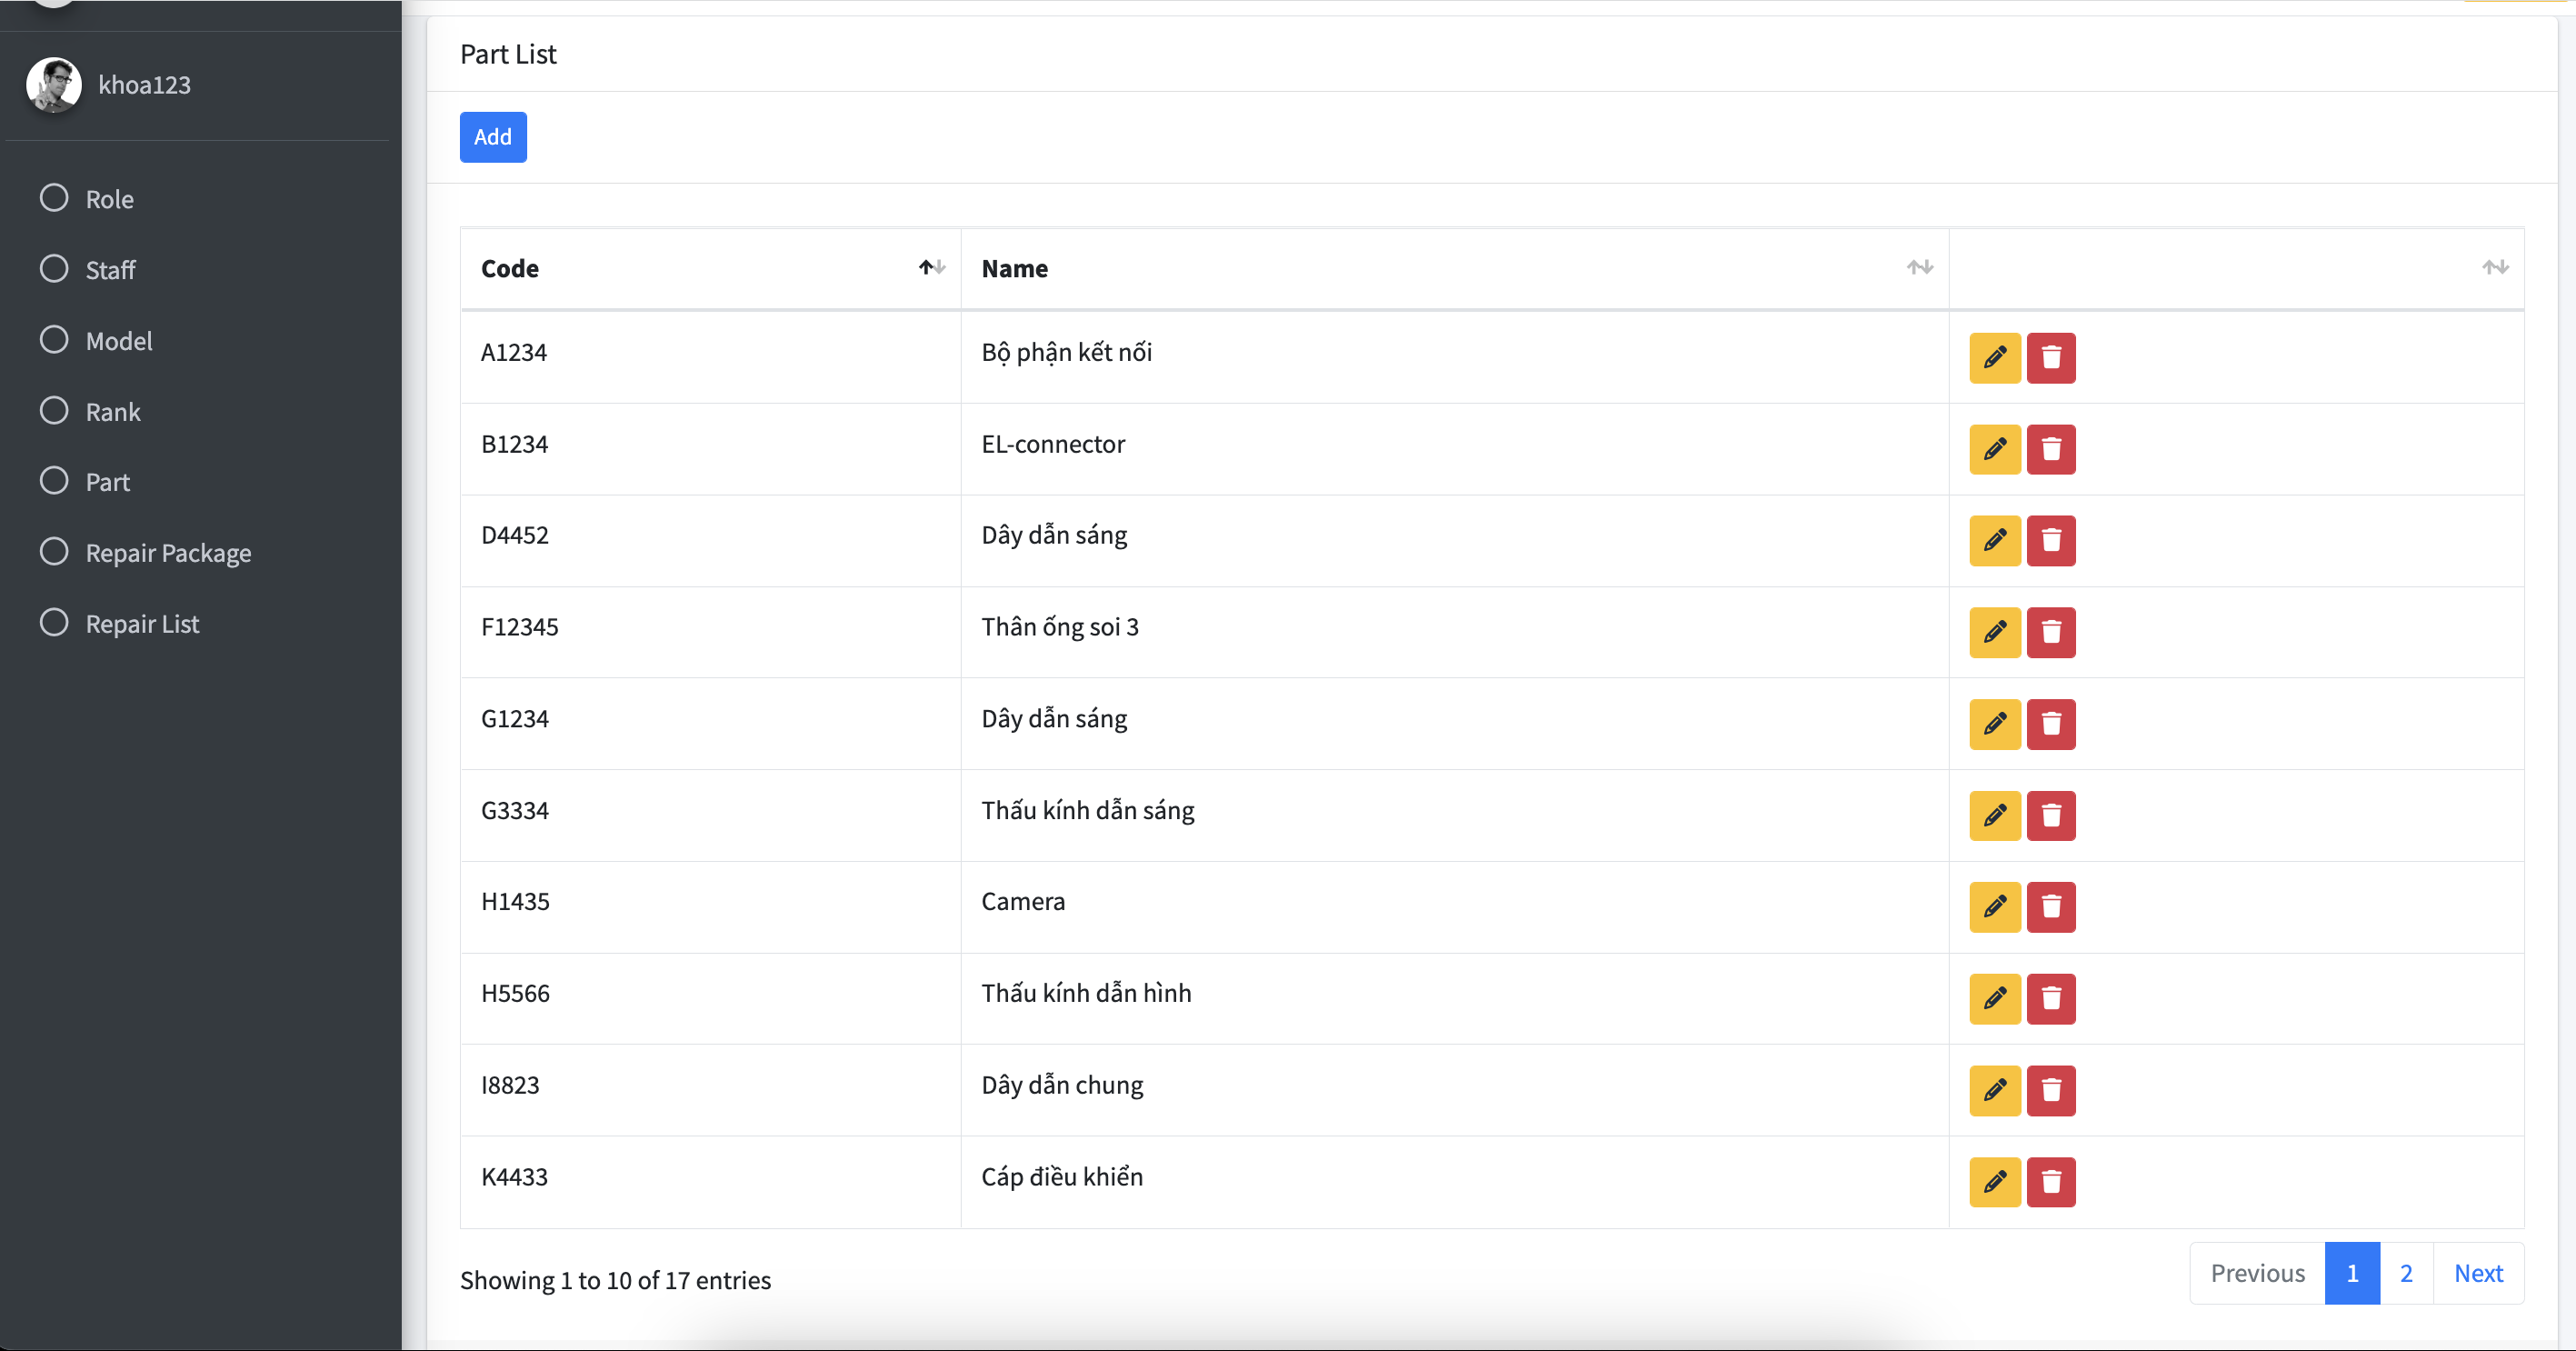 khoa123
Role
Staff
Model
Rank
Part
Repair Package
Repair List
Part List
Add
Code Name
A1234 Bộ phận kết nối
B1234 EL-connector
D4452 Dây dẫn sáng
F12345 Thân ống soi 3
G1234 Dây dẫn sáng
G3334 Thấu kính dẫn sáng
H1435 Camera
H5566 Thấu kính dẫn hình
I8823 Dây dẫn chung
K4433 Cáp điều khiển
Showing 1 to 10 of 17 entries
Previous 1 2 Next